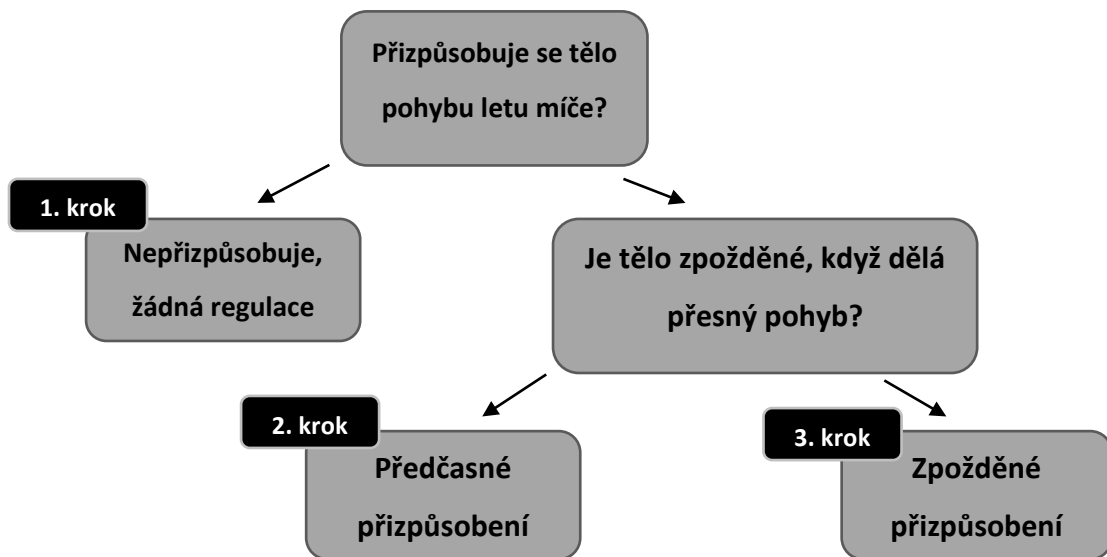 Přizpůsobuje se tělo
pohybu letu míče?
1. krok
Nepřizpůsobuje,
žádná regulace
Je tělo zpožděné, když dělá
přesný pohyb?
2. krok
Předčasné
přizpůsobení
3. krok
Zpožděné
přizpůsobení